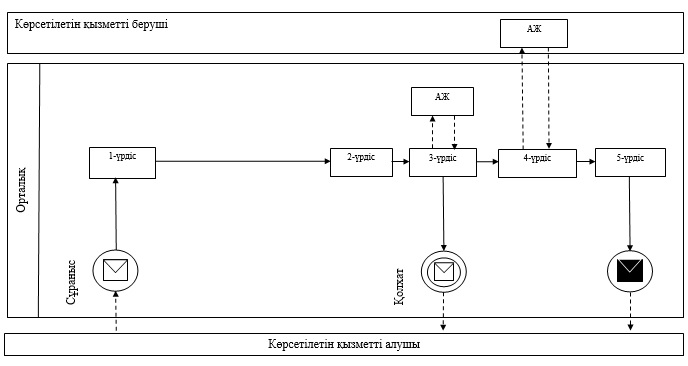 Көрсетілетін қызметті беруші
АЖ
АЖ
1-үрдіс
2-үрдіс
3-үрдіс
4-үрдіс
5-үрдіс
Орталық
Сұраныс
Қолхат
Көрсетілетін қызметті алушы